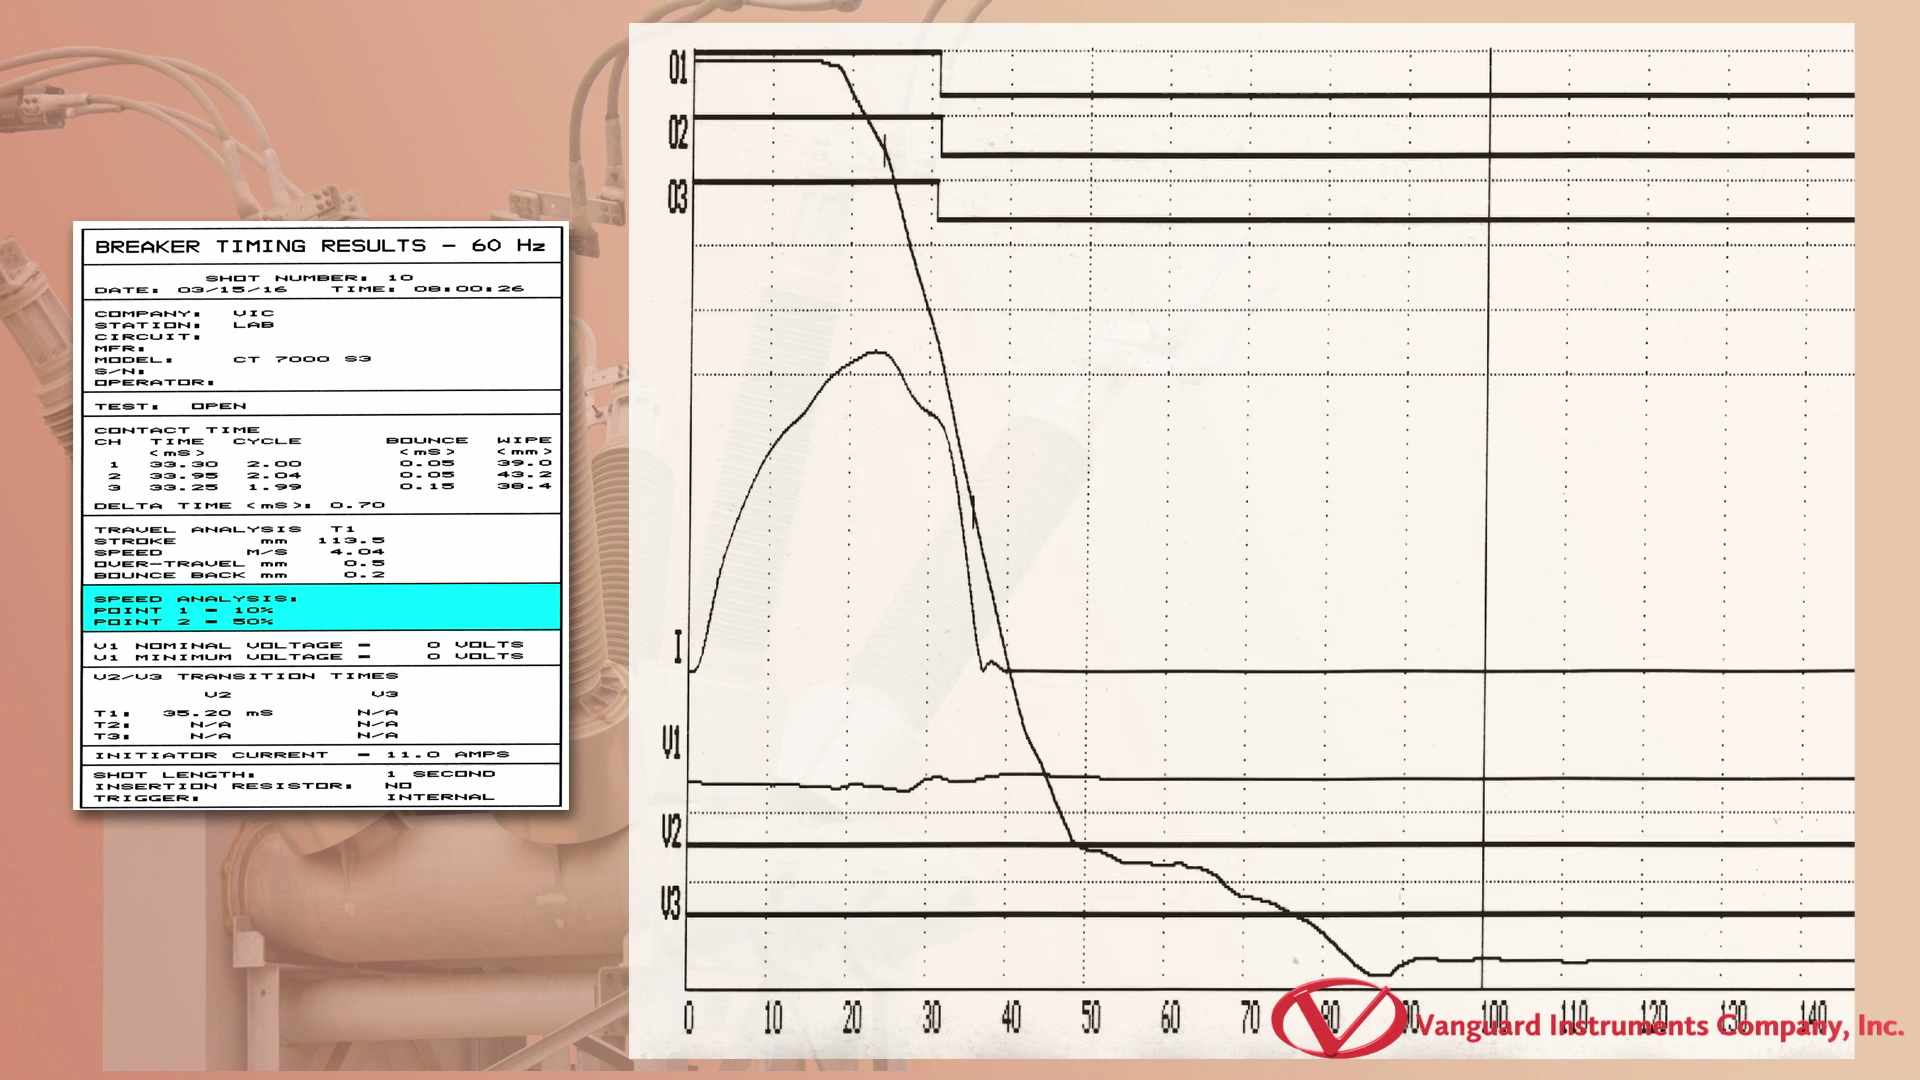 BREAKER TIMING RESULTS - 60 Hz
SHOT NUMBER: 10
DATE: 03/15/16 TIME: 08:00:26
COMPANY: VIC
STATION: LAB
CIRCUIT:
MFR:
MODEL: CT 7000 S3
S/N:
OPERATOR:
TEST: OPEN
CONTACT TIME
CH TIME CYCLE BOUNCE WIPE
<mS> <mS> <mm>
1 33.30 2.00 0.05 39.0
2 33.95 2.04 0.05 43.2
3 33.25 1.99 0.15 38.4
DELTA TIME <mS>: 0.70
TRAVEL ANALYSIS T1
STROKE mm 113.5
SPEED M/S 4.04
OVER-TRAVEL mm 0.5
BOUNCE BACK mm 0.2
SPEED ANALYSIS:
POINT 1 = 10%
POINT 2 = 50%
V1 NOMINAL VOLTAGE = 0 VOLTS
V1 MINIMUM VOLTAGE = 0 VOLTS
V2/V3 TRANSITION TIMES
V2 V3
T1: 35.20 mS N/A
T2: N/A N/A
T3: N/A N/A
INITIATOR CURRENT = 11.0 AMPS
SHOT LENGTH: 1 SECOND
INSERTION RESISTOR: NO
TRIGGER: INTERNAL
O1
O2
O3
I
V1
V2
V3
0 10 20 30 40 50 60 70 80 90 100 110 120 130 140
Vanguard Instruments Company, Inc.